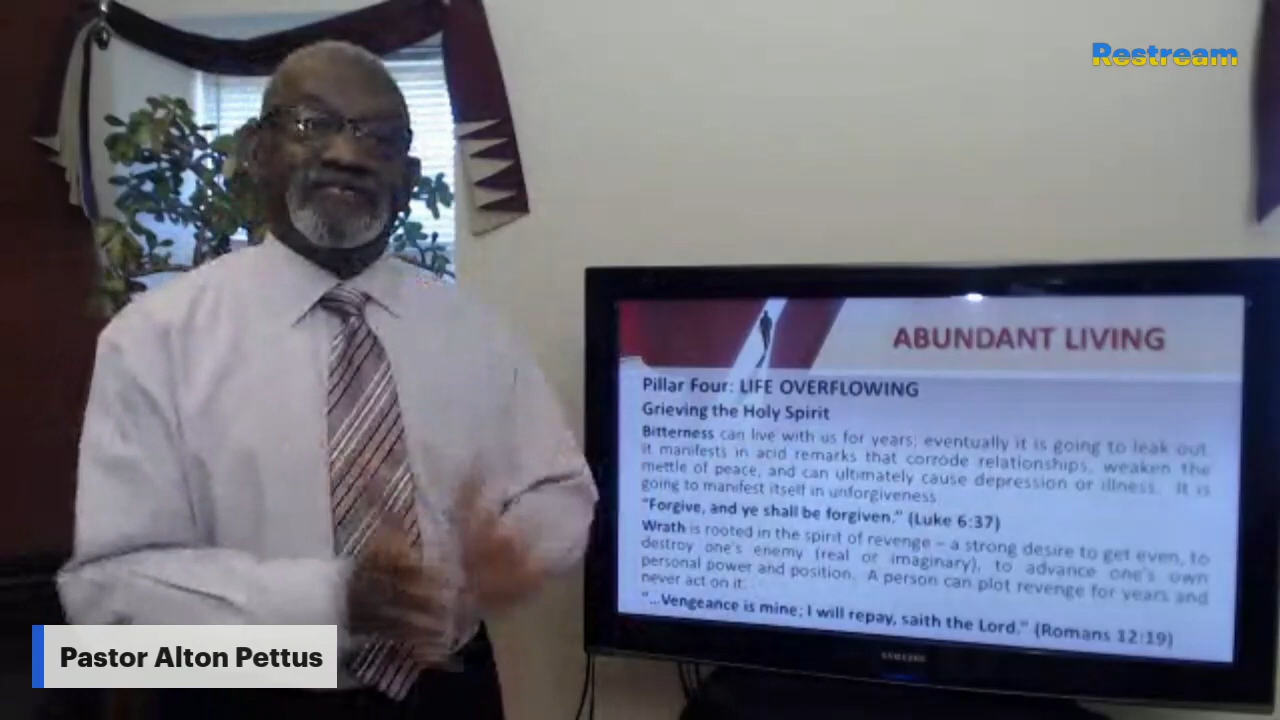 Restream
ABUNDANT LIVING
Pillar Four: LIFE OVERFLOWING
Grieving the Holy Spirit
Bitterness can live with us for years; eventually it is going to leak out.
It manifests in acid remarks that corrode relationships, weaken the
mettle of peace, and can ultimately cause depression or illness. It is
going to manifest itself in unforgiveness.
"Forgive, and ye shall be forgiven." (Luke 6:37)
Wrath is rooted in the spirit of revenge – a strong desire to get even, to
destroy one's enemy (real or imaginary), to advance one's own
personal power and position. A person can plot revenge for years and
never act on it.
"...Vengeance is mine; I will repay, saith the Lord." (Romans 12:19)
SAMSUNG
Pastor Alton Pettus